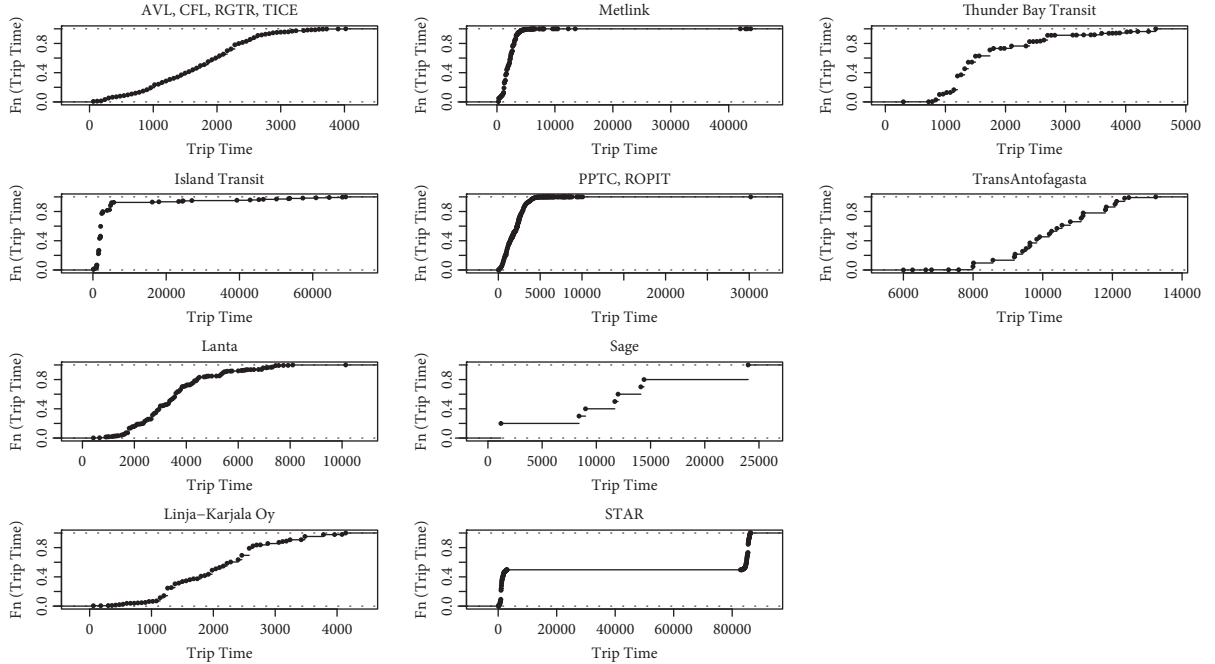 AVL, CFL, RGTR, TICE
Fn (Trip Time)
0.0 0.4 0.8
0 1000 2000 3000 4000
Trip Time
Metlink
Fn (Trip Time)
0.0 0.4 0.8
0 10000 20000 30000 40000
Trip Time
Thunder Bay Transit
Fn (Trip Time)
0.0 0.4 0.8
0 1000 2000 3000 4000 5000
Trip Time
Island Transit
Fn (Trip Time)
0.0 0.4 0.8
0 20000 40000 60000
Trip Time
PPTC, ROPIT
Fn (Trip Time)
0.0 0.4 0.8
0 5000 10000 20000 30000
Trip Time
TransAntofagasta
Fn (Trip Time)
0.0 0.4 0.8
6000 8000 10000 12000 14000
Trip Time
Lanta
Fn (Trip Time)
0.0 0.4 0.8
0 2000 4000 6000 8000 10000
Trip Time
Sage
Fn (Trip Time)
0.0 0.4 0.8
0 5000 10000 15000 20000 25000
Trip Time
Linja−Karjala Oy
Fn (Trip Time)
0.0 0.4 0.8
0 1000 2000 3000 4000
Trip Time
STAR
Fn (Trip Time)
0.0 0.4 0.8
0 20000 40000 60000 80000
Trip Time